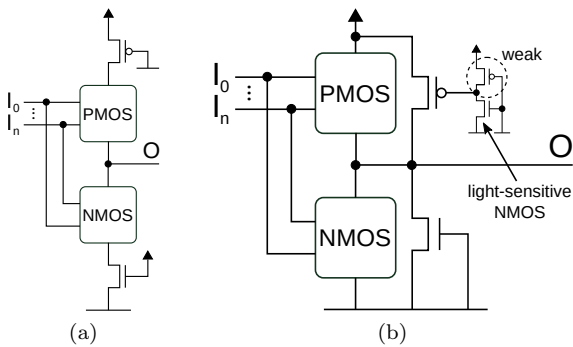 I0
⋮
In
PMOS
O
NMOS
(a)
I0
⋮
In
PMOS
weak
O
light-sensitive
NMOS
NMOS
(b)